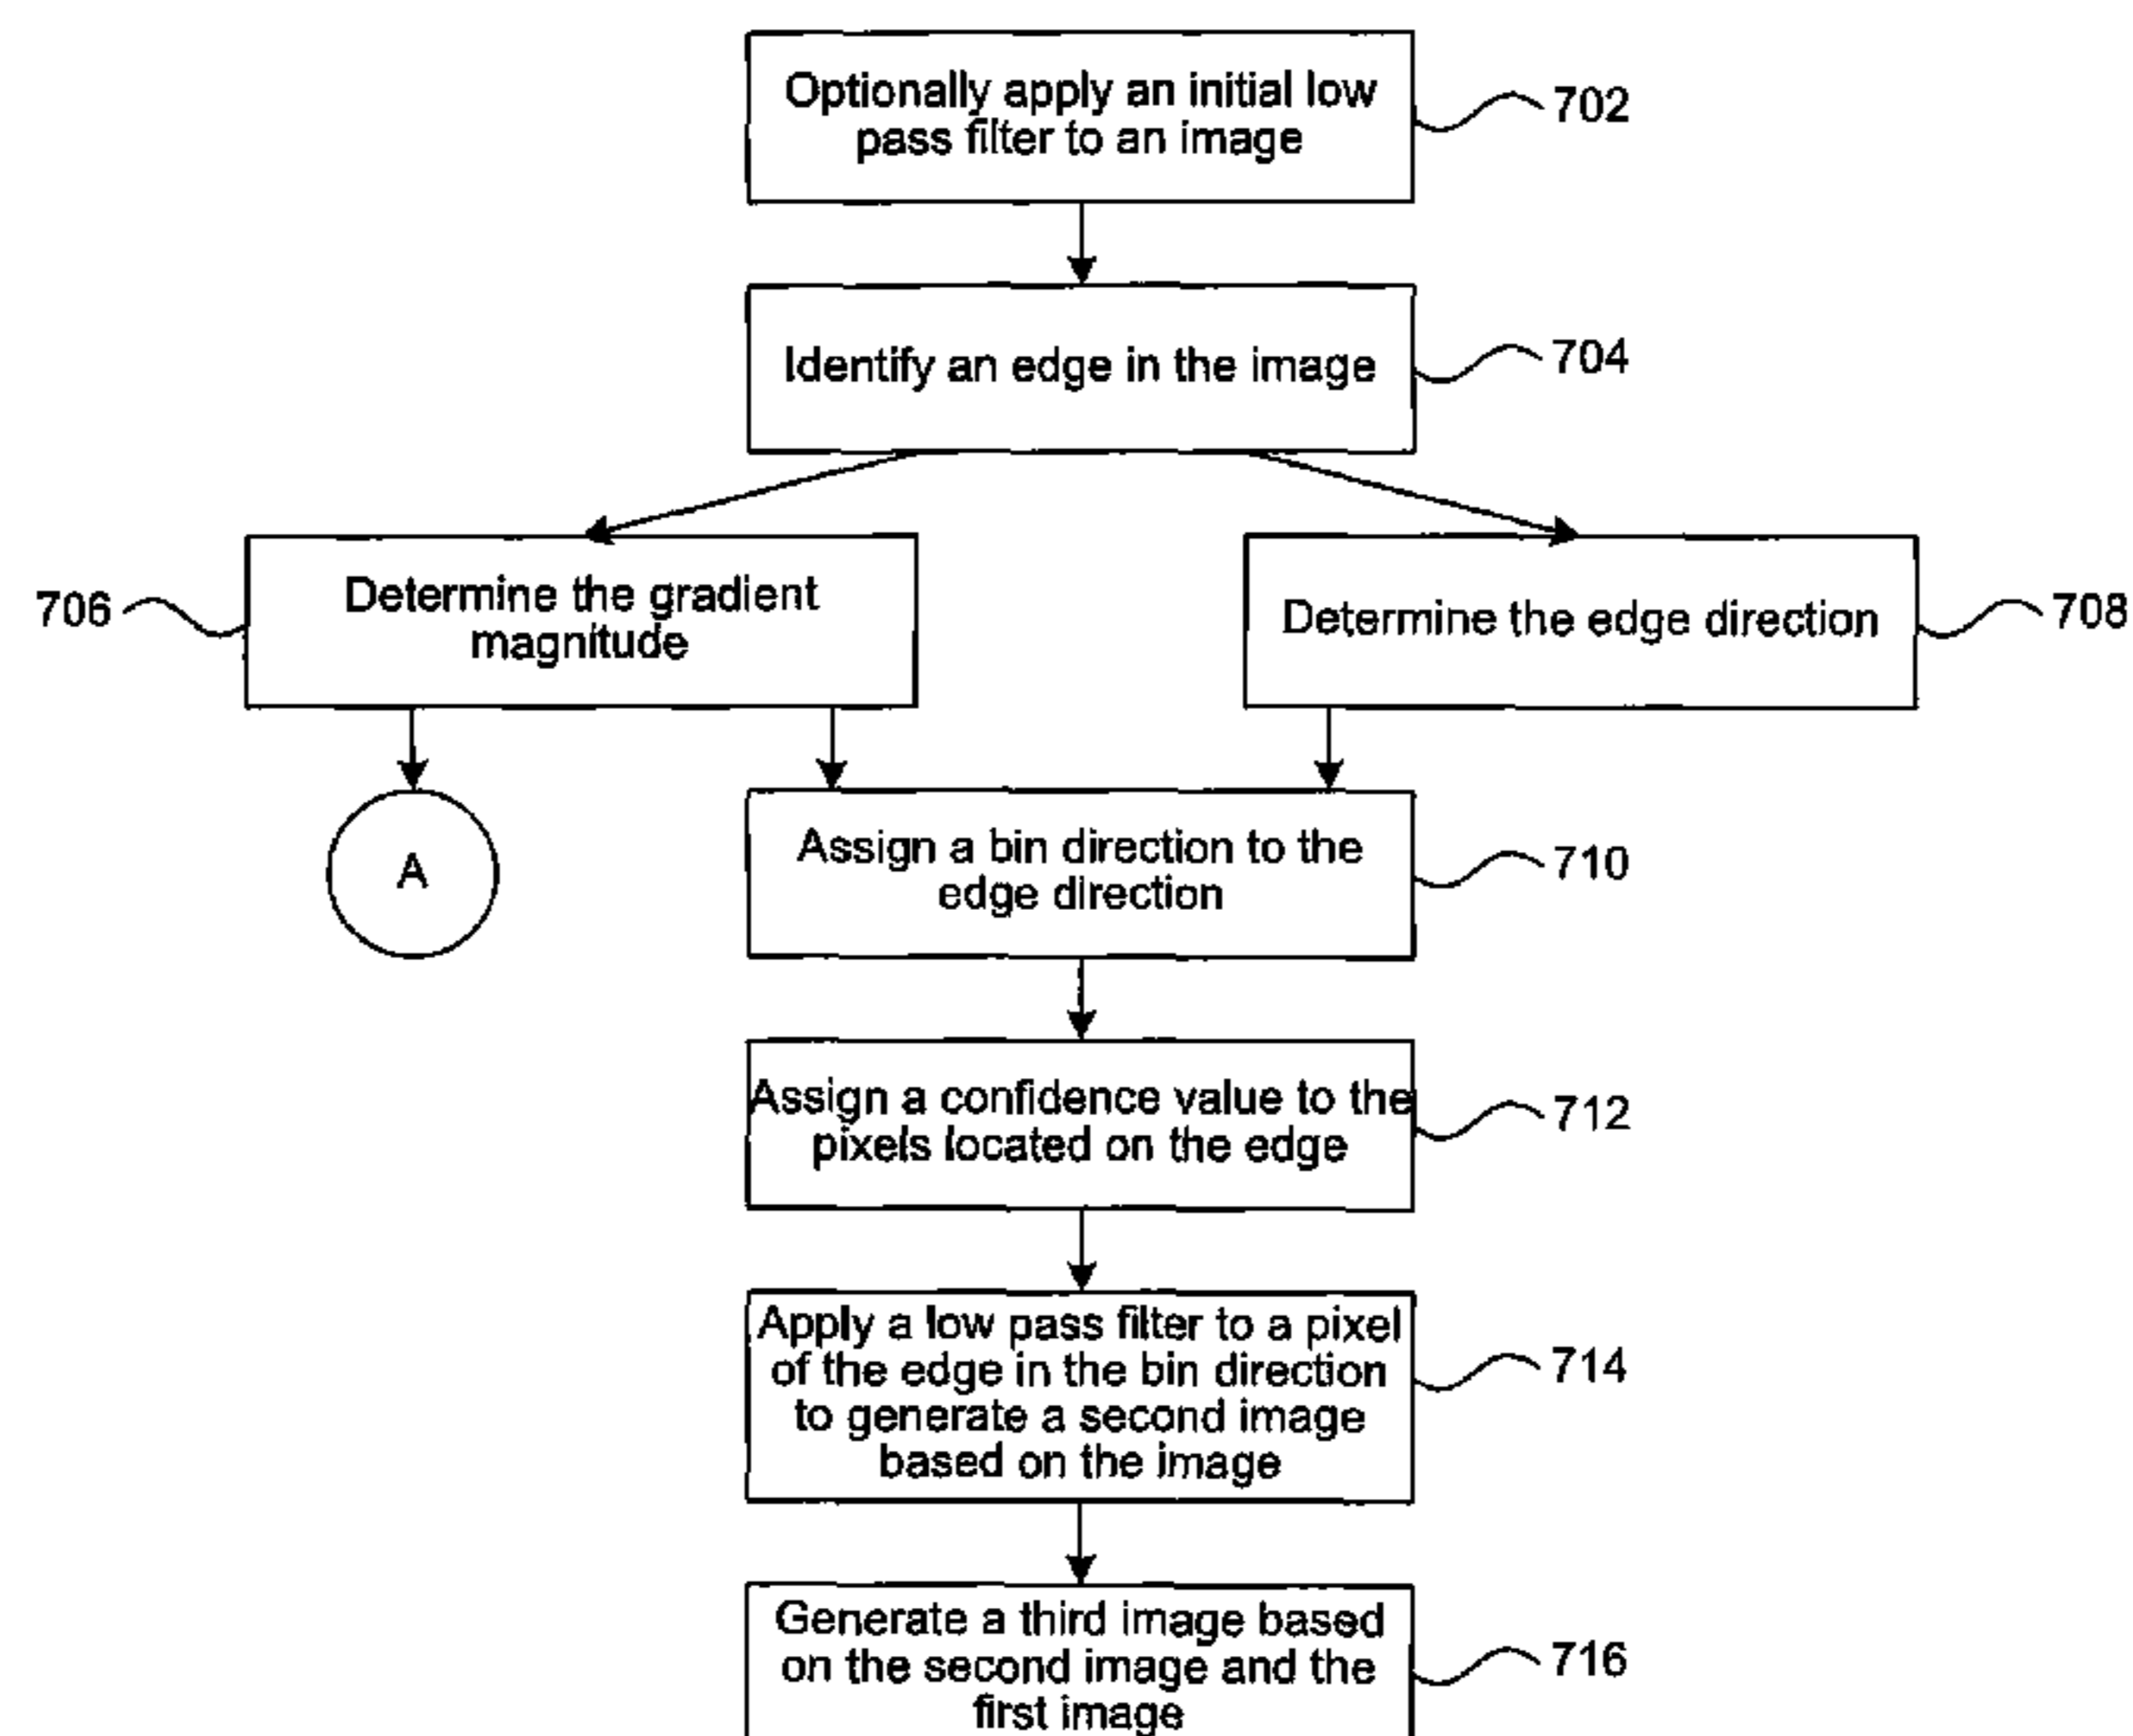 Optionally apply an initial low
pass filter to an image
702
Identify an edge in the image
704
706
Determine the gradient
magnitude
Determine the edge direction
708
A
Assign a bin direction to the
edge direction
710
Assign a confidence value to the
pixels located on the edge
712
Apply a low pass filter to a pixel
of the edge in the bin direction
to generate a second image
based on the image
714
Generate a third image based
on the second image and the
first image
716